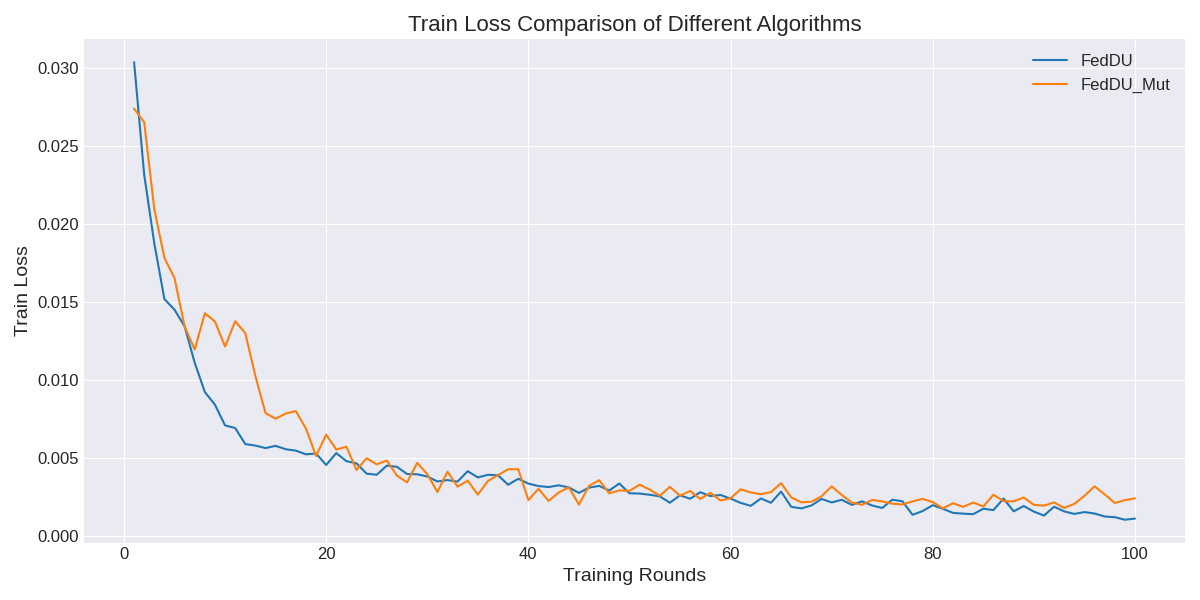 Train Loss Comparison of Different Algorithms
FedDU
FedDU_Mut
0.030
0.025
0.020
0.015
0.010
0.005
0.000
Train Loss
0 20 40 60 80 100
Training Rounds